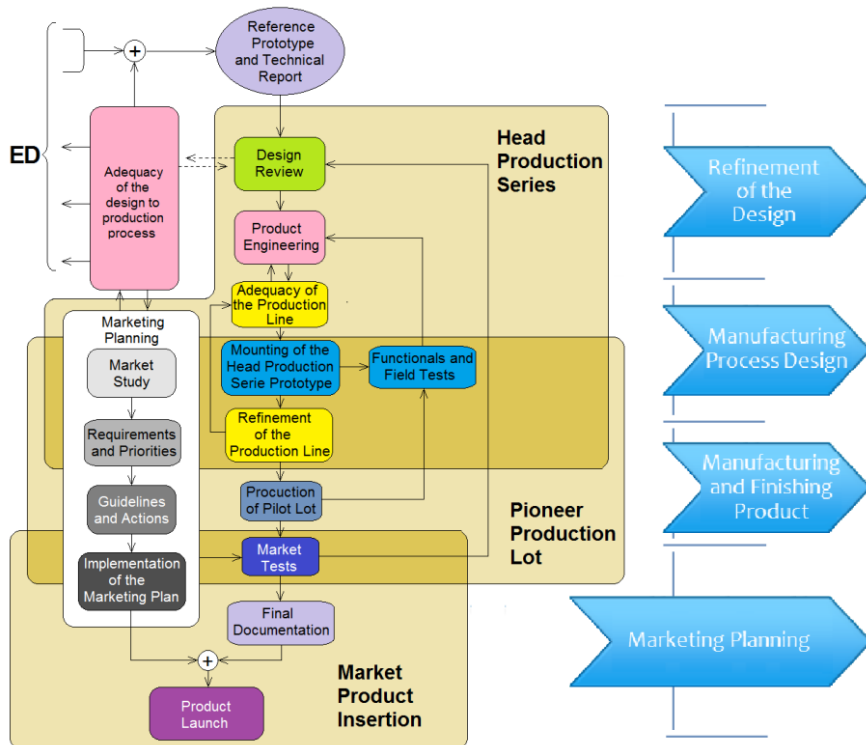 Reference
Prototype
and Technical
Report
+
ED
Adequacy
of the
design to
production
process
Design
Review
Head
Production
Series
Product
Engineering
Adequacy of
the Production
Line
Marketing
Planning
Market
Study
Mounting of the
Head Production
Serie Prototype
Functionals and
Field Tests
Requirements
and Priorities
Refinement
of the
Production Line
Guidelines
and Actions
Procuction
of Pilot Lot
Pioneer
Production
Lot
Implementation
of the
Marketing Plan
Market
Tests
Final
Documentation
+
Market
Product
Insertion
Product
Launch
Refinement
of the
Design
Manufacturing
Process Design
Manufacturing
and Finishing
Product
Marketing Planning